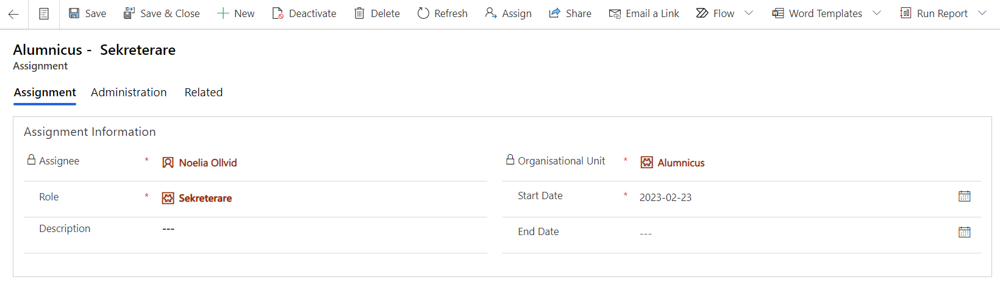 Save Save & Close New Deactivate Delete Refresh Assign Share Email a Link Flow Word Templates Run Report
Alumnicus - Sekreterare
Assignment
Assignment Administration Related
Assignment Information
Assignee * Noelia Ollvid Organisational Unit * Alumnicus
Role * Sekreterare Start Date * 2023-02-23
Description --- End Date ---